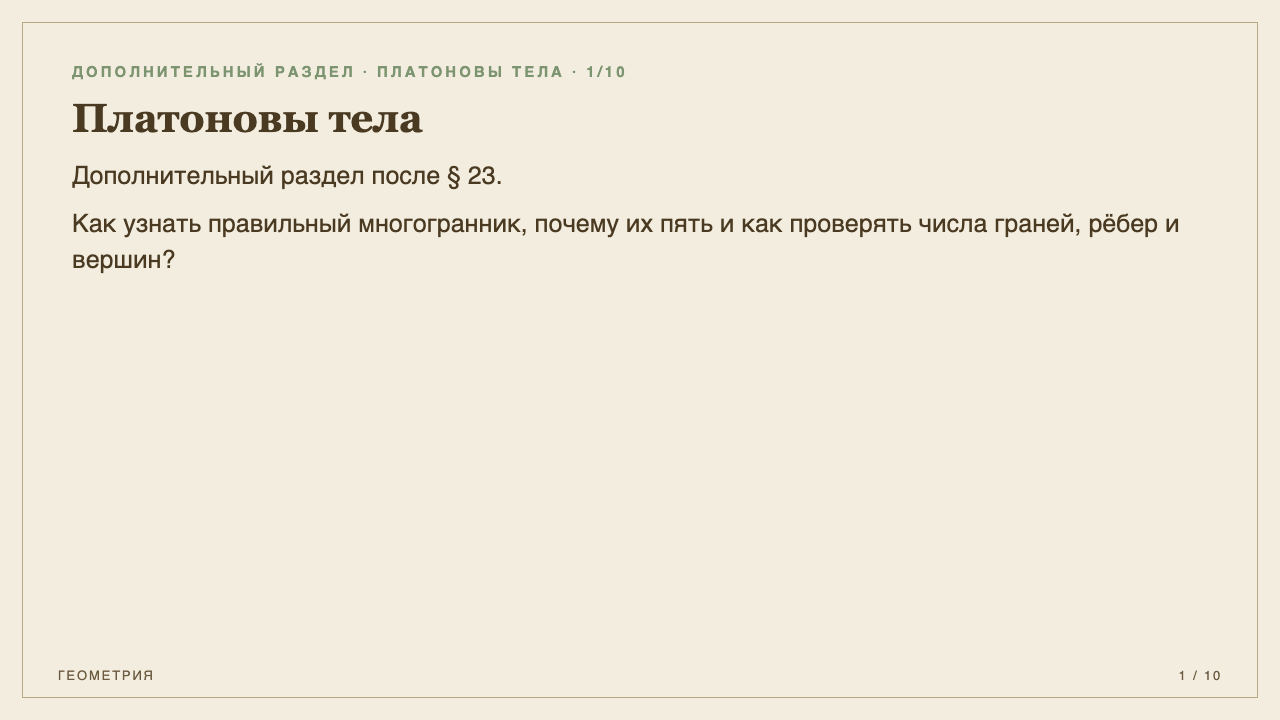 ДОПОЛНИТЕЛЬНЫЙ РАЗДЕЛ · ПЛАТОНОВЫ ТЕЛА · 1/10
Платоновы тела
Дополнительный раздел после § 23.
Как узнать правильный многогранник, почему их пять и как проверять числа граней, рёбер и
вершин?
ГЕОМЕТРИЯ
1 / 10